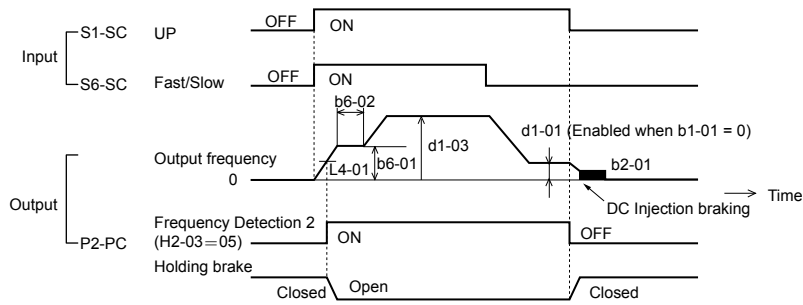 S1-SC UP OFF ON
Input
S6-SC Fast/Slow OFF ON
b6-02
d1-01 (Enabled when b1-01 = 0)
Output frequency
0
L4-01
b6-01
d1-03
b2-01
Time
DC Injection braking
Output
Frequency Detection 2
(H2-03=05)
P2-PC
ON
OFF
Holding brake
Closed
Open
Closed